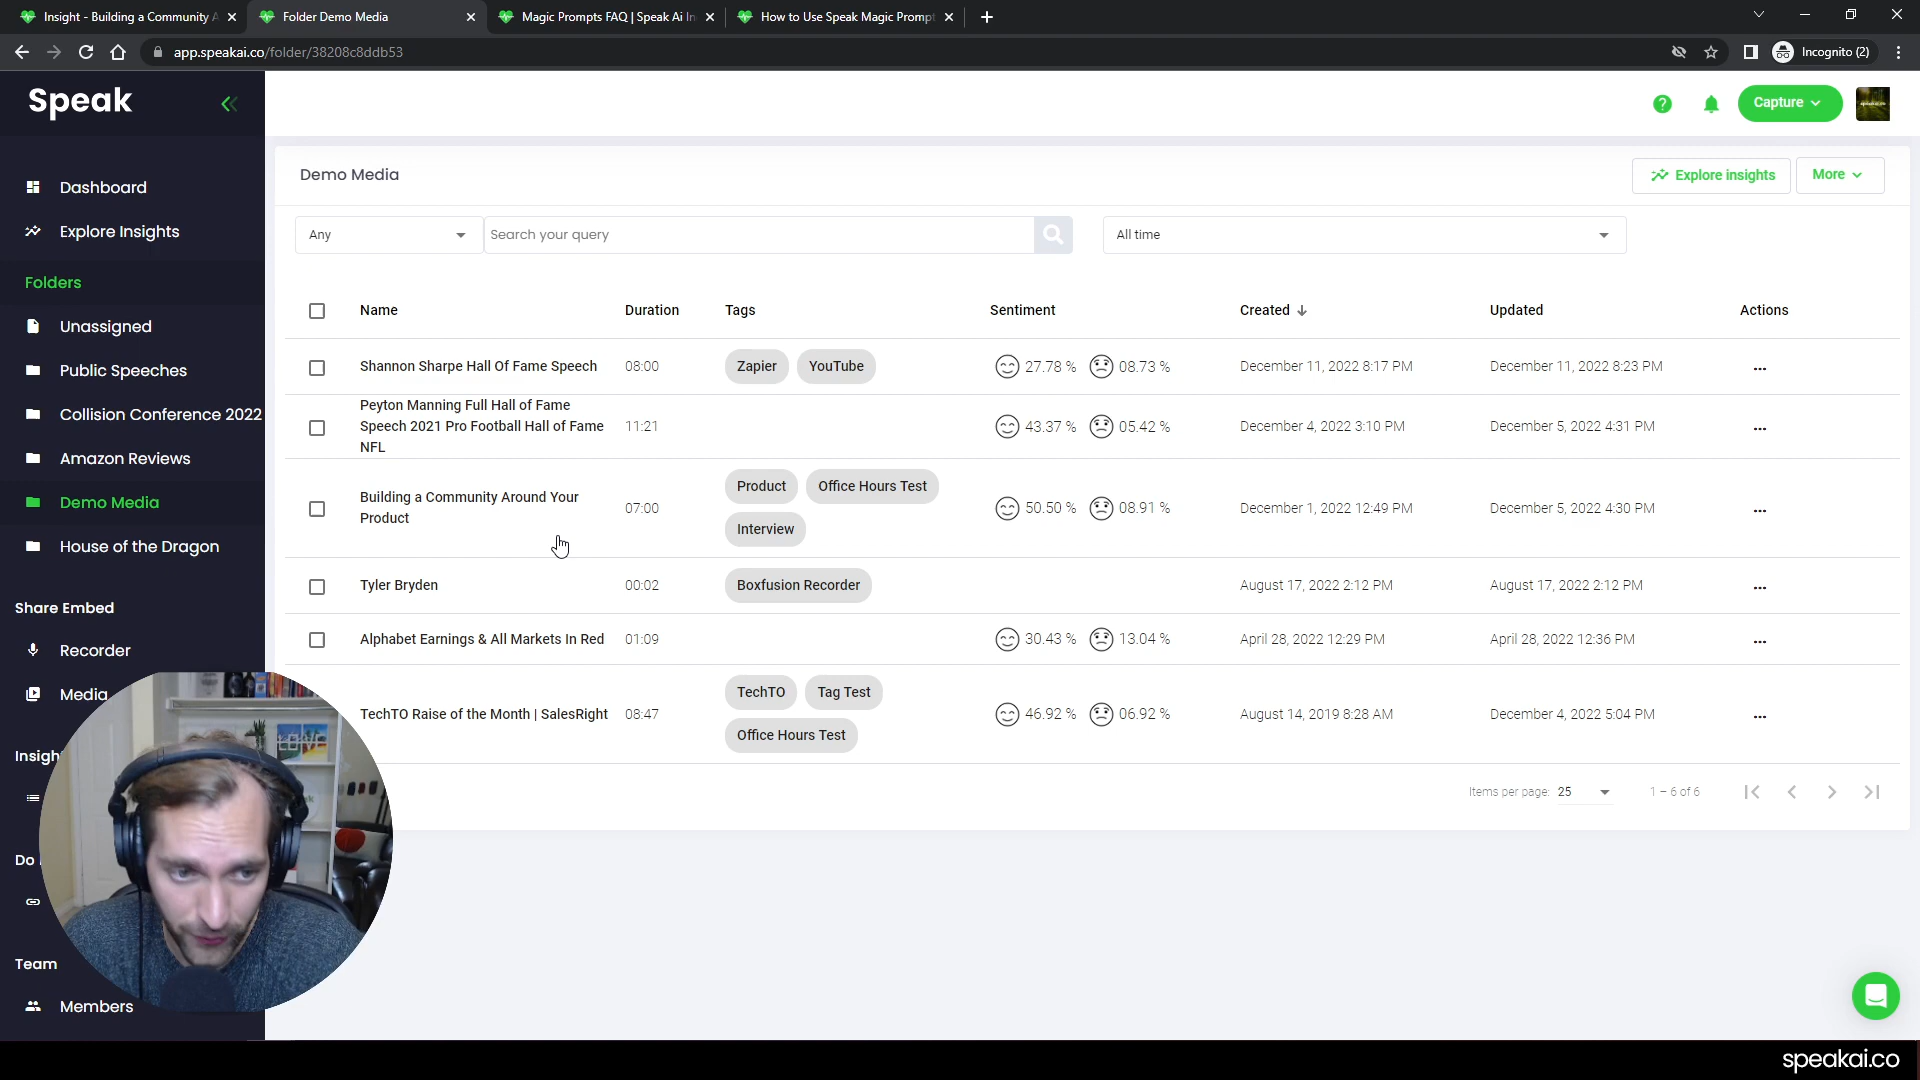 Insight - Building a Community A
Folder Demo Media
Magic Prompts FAQ | Speak Ai In
How to Use Speak Magic Prompt
app.speakai.co/folder/38208c8ddb53
Incognito (2)
Speak
Capture
Dashboard
Explore Insights
Folders
Unassigned
Public Speeches
Collision Conference 2022
Amazon Reviews
Demo Media
House of the Dragon
Share Embed
Recorder
Media
Insigh
Do
Team
Members
Demo Media
Explore insights
More
Any
Search your query
All time
Name Duration Tags Sentiment Created Updated Actions
Shannon Sharpe Hall Of Fame Speech 08:00 Zapier YouTube 27.78 % 08.73 % December 11, 2022 8:17 PM December 11, 2022 8:23 PM ...
Peyton Manning Full Hall of Fame
Speech 2021 Pro Football Hall of Fame 11:21 43.37 % 05.42 % December 4, 2022 3:10 PM December 5, 2022 4:31 PM ...
NFL
Product Office Hours Test
Building a Community Around Your
Product 07:00 50.50 % 08.91 % December 1, 2022 12:49 PM December 5, 2022 4:30 PM ...
Interview
Tyler Bryden 00:02 Boxfusion Recorder August 17, 2022 2:12 PM August 17, 2022 2:12 PM ...
Alphabet Earnings & All Markets In Red 01:09 30.43 % 13.04 % April 28, 2022 12:29 PM April 28, 2022 12:36 PM ...
TechTO Tag Test
TechTO Raise of the Month | SalesRight 08:47 46.92 % 06.92 % August 14, 2019 8:28 AM December 4, 2022 5:04 PM ...
Office Hours Test
Items per page: 25 1 – 6 of 6
speakai.co